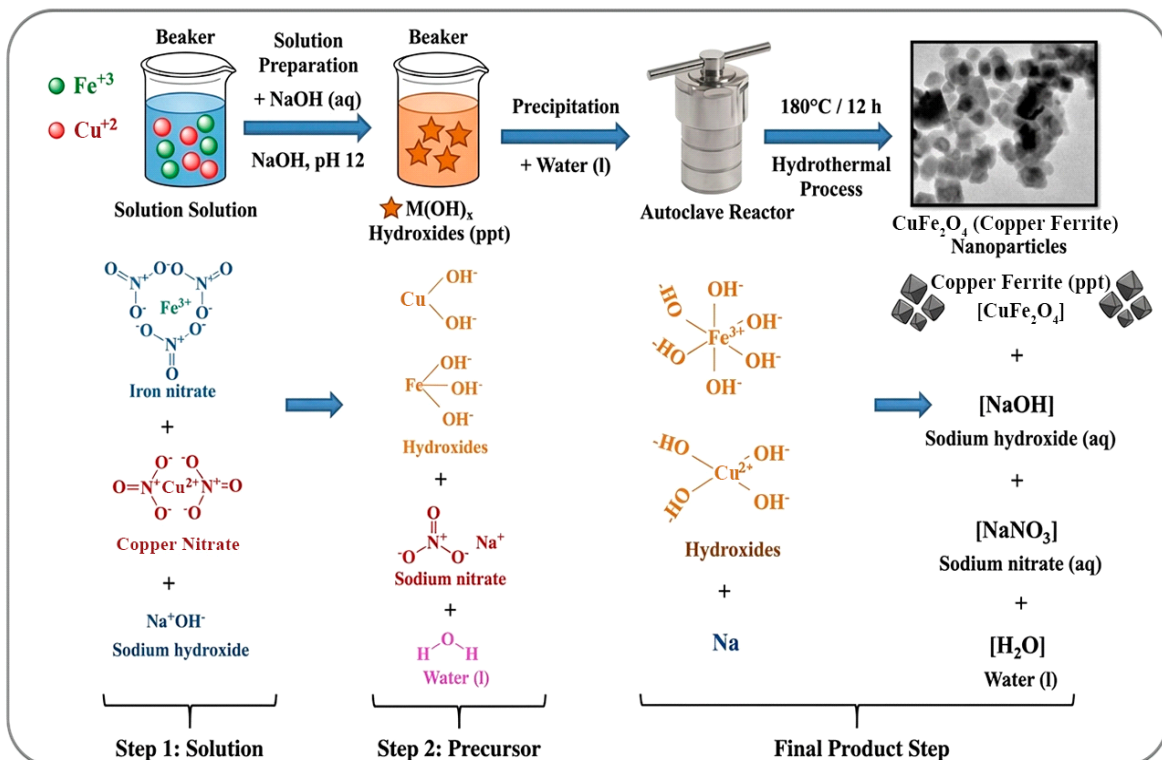 Beaker
Solution
Preparation
+ NaOH (aq)
NaOH, pH 12
Fe⁺³
Cu⁺²
Solution Solution
Beaker
M(OH)ₓ
Hydroxides (ppt)
Precipitation
+ Water (l)
Autoclave Reactor
180°C / 12 h
Hydrothermal
Process
CuFe₂O₄ (Copper Ferrite)
Nanoparticles
O=N⁺ O⁻ O⁻
O⁻O N⁺ =O O⁻
Fe³⁺
⁻O N⁺ O⁻
O
Iron nitrate
+
O⁻ ⁻O
O=N⁺Cu²⁺N⁺=O
O⁻ ⁻O
Copper Nitrate
+
Na⁺OH⁻
Sodium hydroxide
Step 1: Solution
OH⁻
Cu
OH⁻
OH⁻
Fe OH⁻
OH⁻
Hydroxides
+
O
N⁺ Na⁺
⁻O O⁻
Sodium nitrate
+
O
H H
Water (l)
Step 2: Precursor
OH⁻
-HO
OH⁻
Fe³⁺
-HO OH⁻
OH⁻
-HO OH⁻
Cu²⁺
-HO OH⁻
Hydroxides
+
Na
Copper Ferrite (ppt)
[CuFe₂O₄]
+
[NaOH]
Sodium hydroxide (aq)
+
[NaNO₃]
Sodium nitrate (aq)
+
[H₂O]
Water (l)
Final Product Step